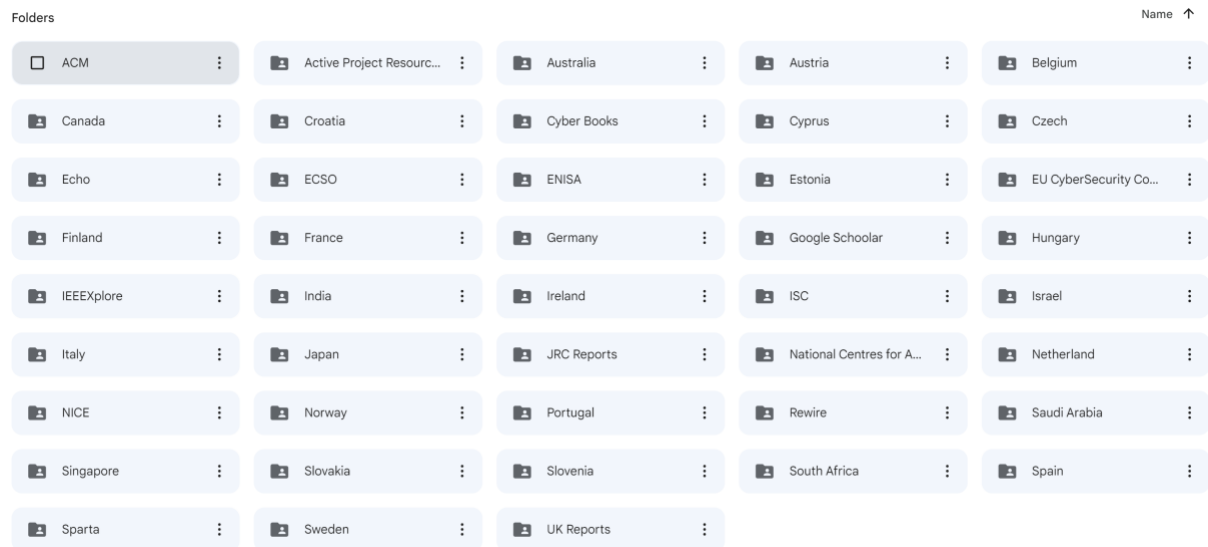 Folders
Name
ACM
Active Project Resourc...
Australia
Austria
Belgium
Canada
Croatia
Cyber Books
Cyprus
Czech
Echo
ECSO
ENISA
Estonia
EU CyberSecurity Co...
Finland
France
Germany
Google Schoolar
Hungary
IEEEXplore
India
Ireland
ISC
Israel
Italy
Japan
JRC Reports
National Centres for A...
Netherland
NICE
Norway
Portugal
Rewire
Saudi Arabia
Singapore
Slovakia
Slovenia
South Africa
Spain
Sparta
Sweden
UK Reports